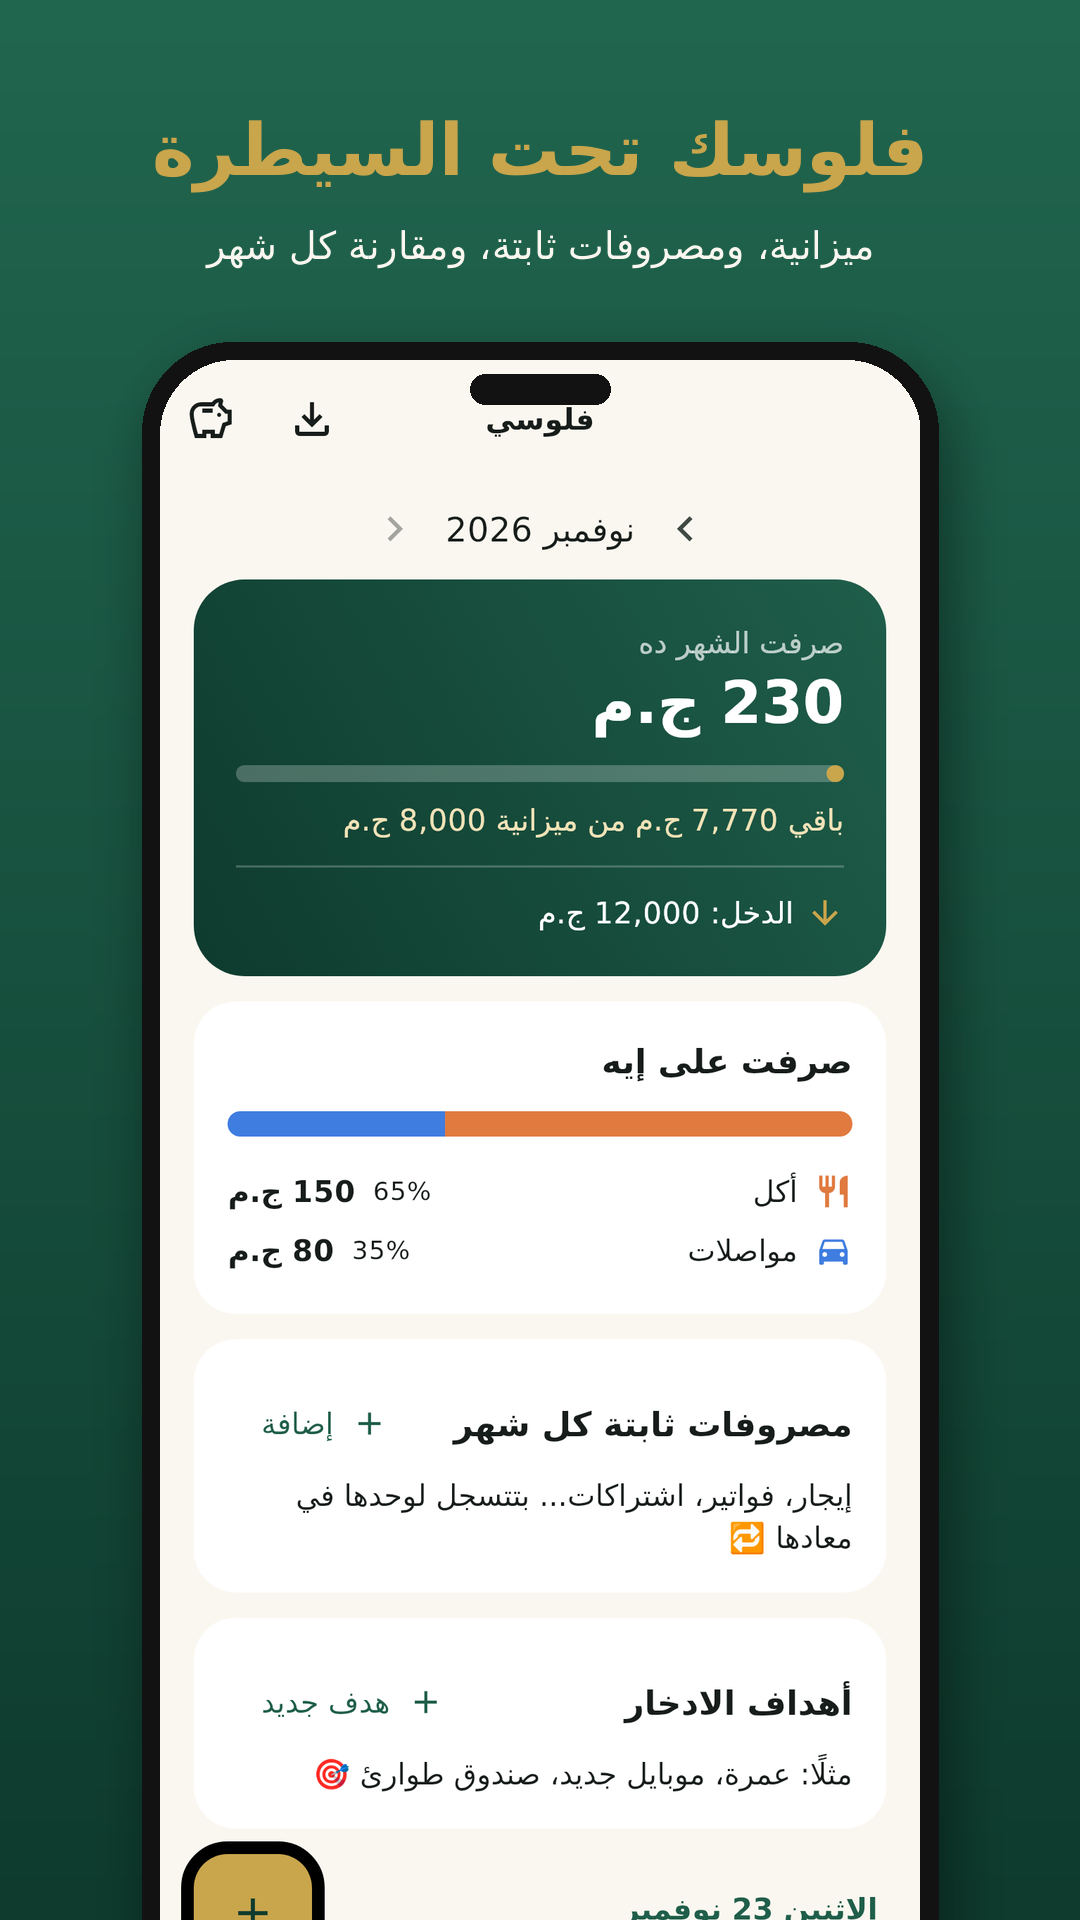 فلوسك تحت السيطرة
ميزانية، ومصروفات ثابتة، ومقارنة كل شهر
فلوسي
نوفمبر 2026
صرفت الشهر ده
230 ج.م
باقي 7,770 ج.م من ميزانية 8,000 ج.م
الدخل: 12,000 ج.م
صرفت على إيه
أكل 65% 150 ج.م
مواصلات 35% 80 ج.م
مصروفات ثابتة كل شهر + إضافة
إيجار، فواتير، اشتراكات... بتتسجل لوحدها في
معادها 🔁
أهداف الادخار + هدف جديد
مثلًا: عمرة، موبايل جديد، صندوق طوارئ 🎯
الاثنين 23 نوفمبر
+